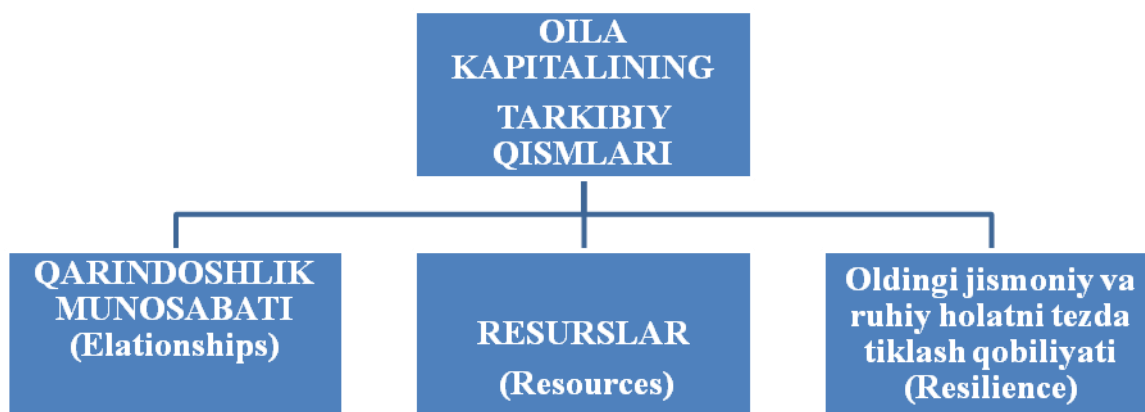 OILA
KAPITALINING
TARKIBIY
QISMLARI
QARINDOSHLIK
MUNOSABATI
(Elationships)
RESURSLAR
(Resources)
Oldingi jismoniy va
ruhiy holatni tezda
tiklash qobiliyati
(Resilience)